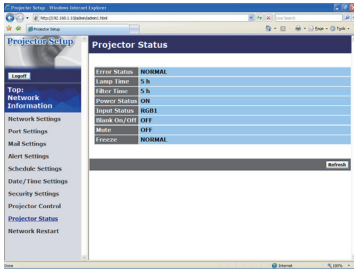 Projector Setup - Windows Internet Explorer
Projector Setup
Projector Setup
Logoff
Top:
Network
Information
Network Settings
Port Settings
Mail Settings
Alert Settings
Schedule Settings
Date/Time Settings
Security Settings
Projector Control
Projector Status
Network Restart
Projector Status
Error Status NORMAL
Lamp Time 5 h
Filter Time 5 h
Power Status ON
Input Status RGB1
Blank On/Off OFF
Mute OFF
Freeze NORMAL
Refresh
Done
Internet
100%